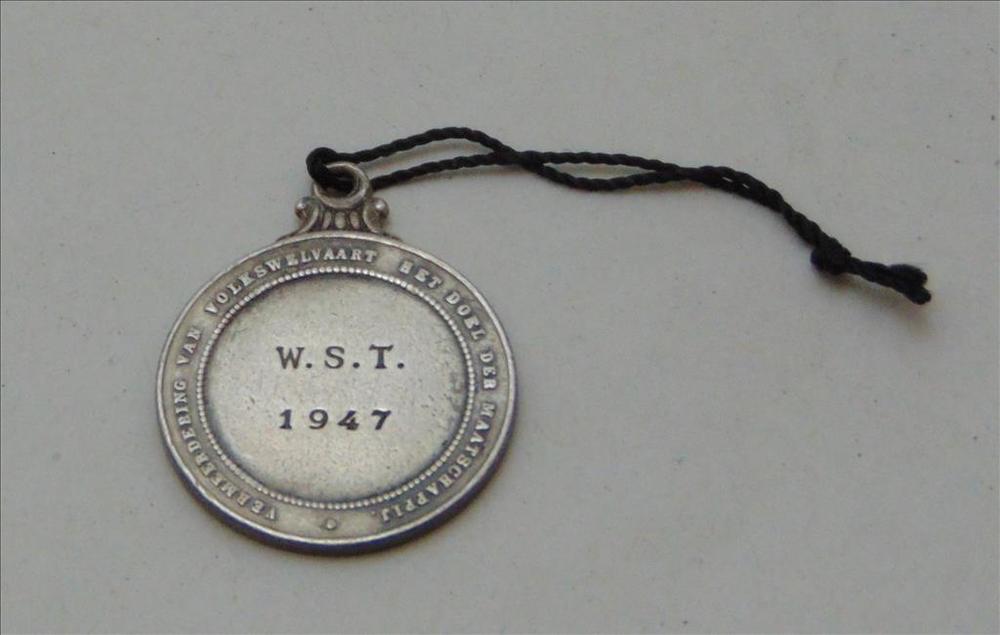 VERMEERDERING VAN VOLKSWELVAART HET DOEL DER MAATSCHAPPIJ.
W.S.T.
1947